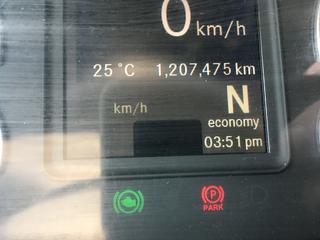 0 km/h
25 °C 1,207,475 km
km/h N
economy
03:51 pm
P
PARK